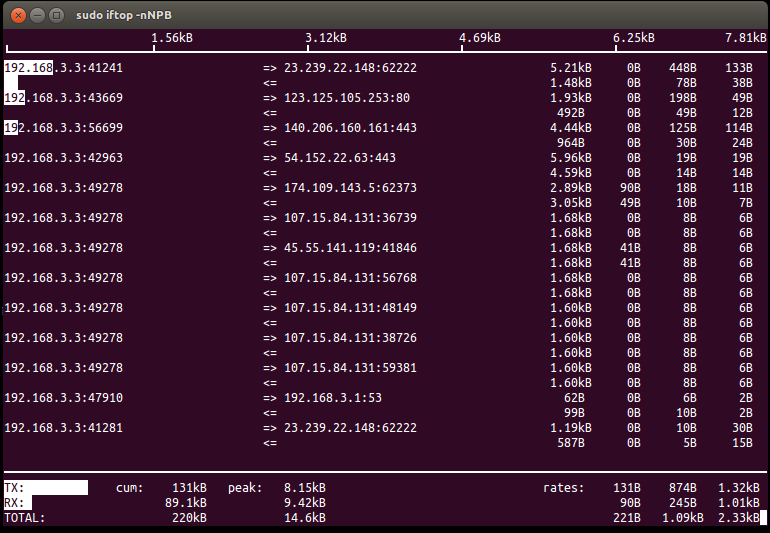 sudo iftop -nNPB
1.56kB 3.12kB 4.69kB 6.25kB 7.81kB
192.168.3.3:41241 => 23.239.22.148:62222 5.21kB 0B 448B 133B
<= 1.48kB 0B 78B 38B
192.168.3.3:43669 => 123.125.105.253:80 1.93kB 0B 198B 49B
<= 492B 0B 49B 12B
192.168.3.3:56699 => 140.206.160.161:443 4.44kB 0B 125B 114B
<= 964B 0B 30B 24B
192.168.3.3:42963 => 54.152.22.63:443 5.96kB 0B 19B 19B
<= 4.59kB 0B 14B 14B
192.168.3.3:49278 => 174.109.143.5:62373 2.89kB 90B 18B 11B
<= 3.05kB 49B 10B 7B
192.168.3.3:49278 => 107.15.84.131:36739 1.68kB 0B 8B 6B
<= 1.68kB 0B 8B 6B
192.168.3.3:49278 => 45.55.141.119:41846 1.68kB 41B 8B 6B
<= 1.68kB 41B 8B 6B
192.168.3.3:49278 => 107.15.84.131:56768 1.68kB 0B 8B 6B
<= 1.68kB 0B 8B 6B
192.168.3.3:49278 => 107.15.84.131:48149 1.60kB 0B 8B 6B
<= 1.60kB 0B 8B 6B
192.168.3.3:49278 => 107.15.84.131:38726 1.60kB 0B 8B 6B
<= 1.60kB 0B 8B 6B
192.168.3.3:49278 => 107.15.84.131:59381 1.60kB 0B 8B 6B
<= 1.60kB 0B 8B 6B
192.168.3.3:47910 => 192.168.3.1:53 62B 0B 6B 2B
<= 99B 0B 10B 2B
192.168.3.3:41281 => 23.239.22.148:62222 1.19kB 0B 10B 30B
<= 587B 0B 5B 15B
TX: cum: 131kB peak: 8.15kB rates: 131B 874B 1.32kB
RX: 89.1kB 9.42kB 90B 245B 1.01kB
TOTAL: 220kB 14.6kB 221B 1.09kB 2.33kB